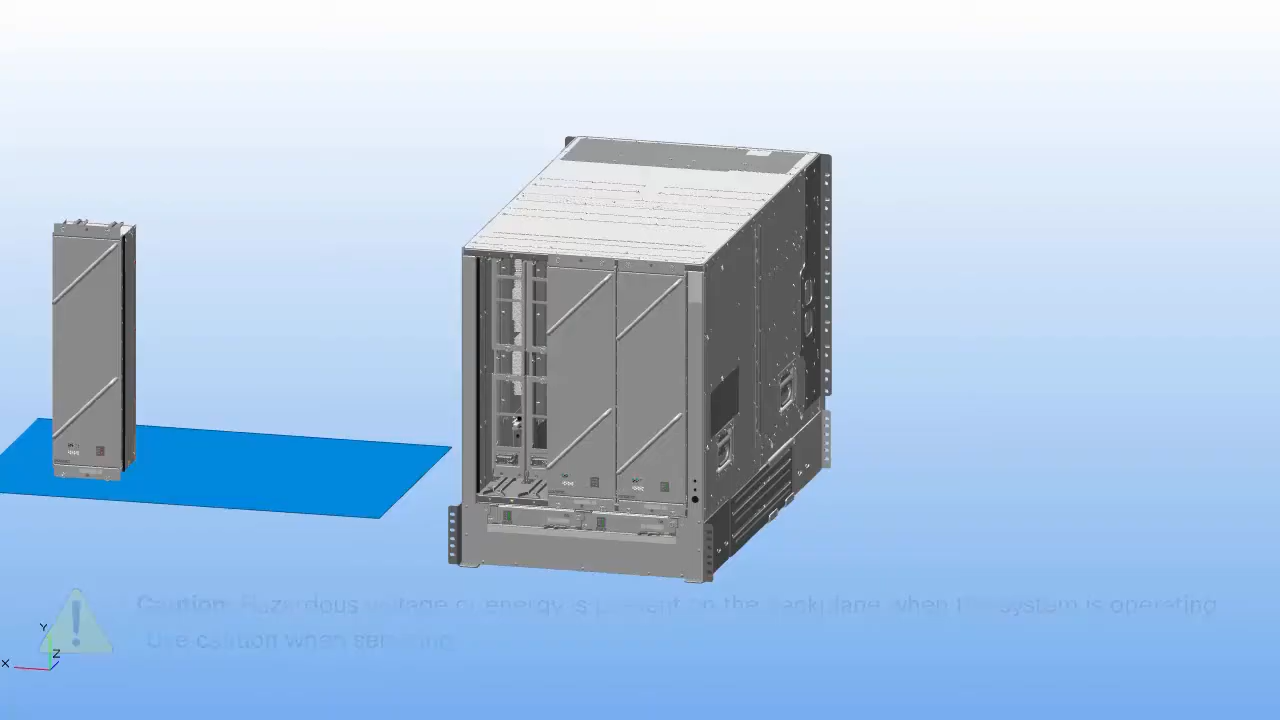 Caution: Hazardous voltage or energy is present on the backplane when the system is operating.
Use caution when servicing.
Y
Z
X